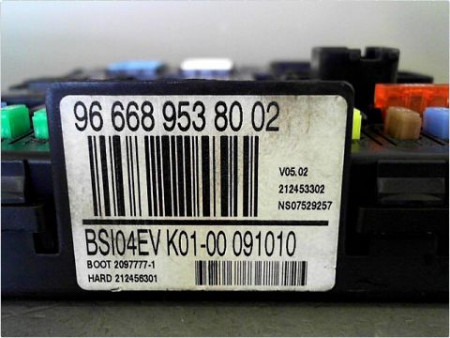 96 668 953 80 02
V05.02
212453302
NS07529257
BSI04EV K01-00 091010
BOOT 2097777-1
HARD 212456301